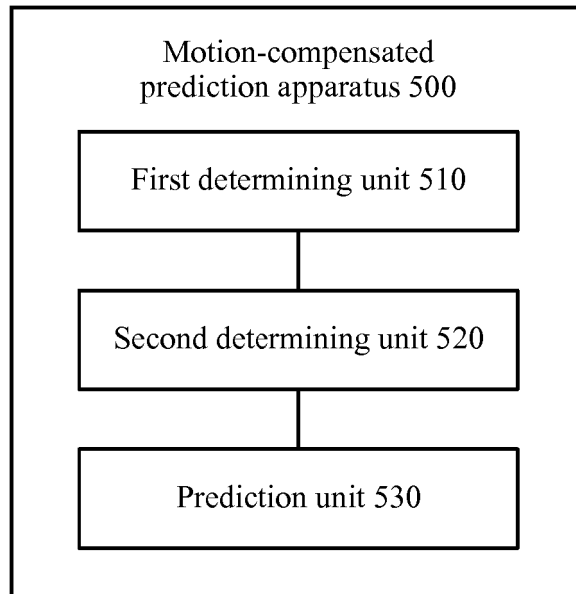 Motion-compensated
prediction apparatus 500
First determining unit 510
Second determining unit 520
Prediction unit 530